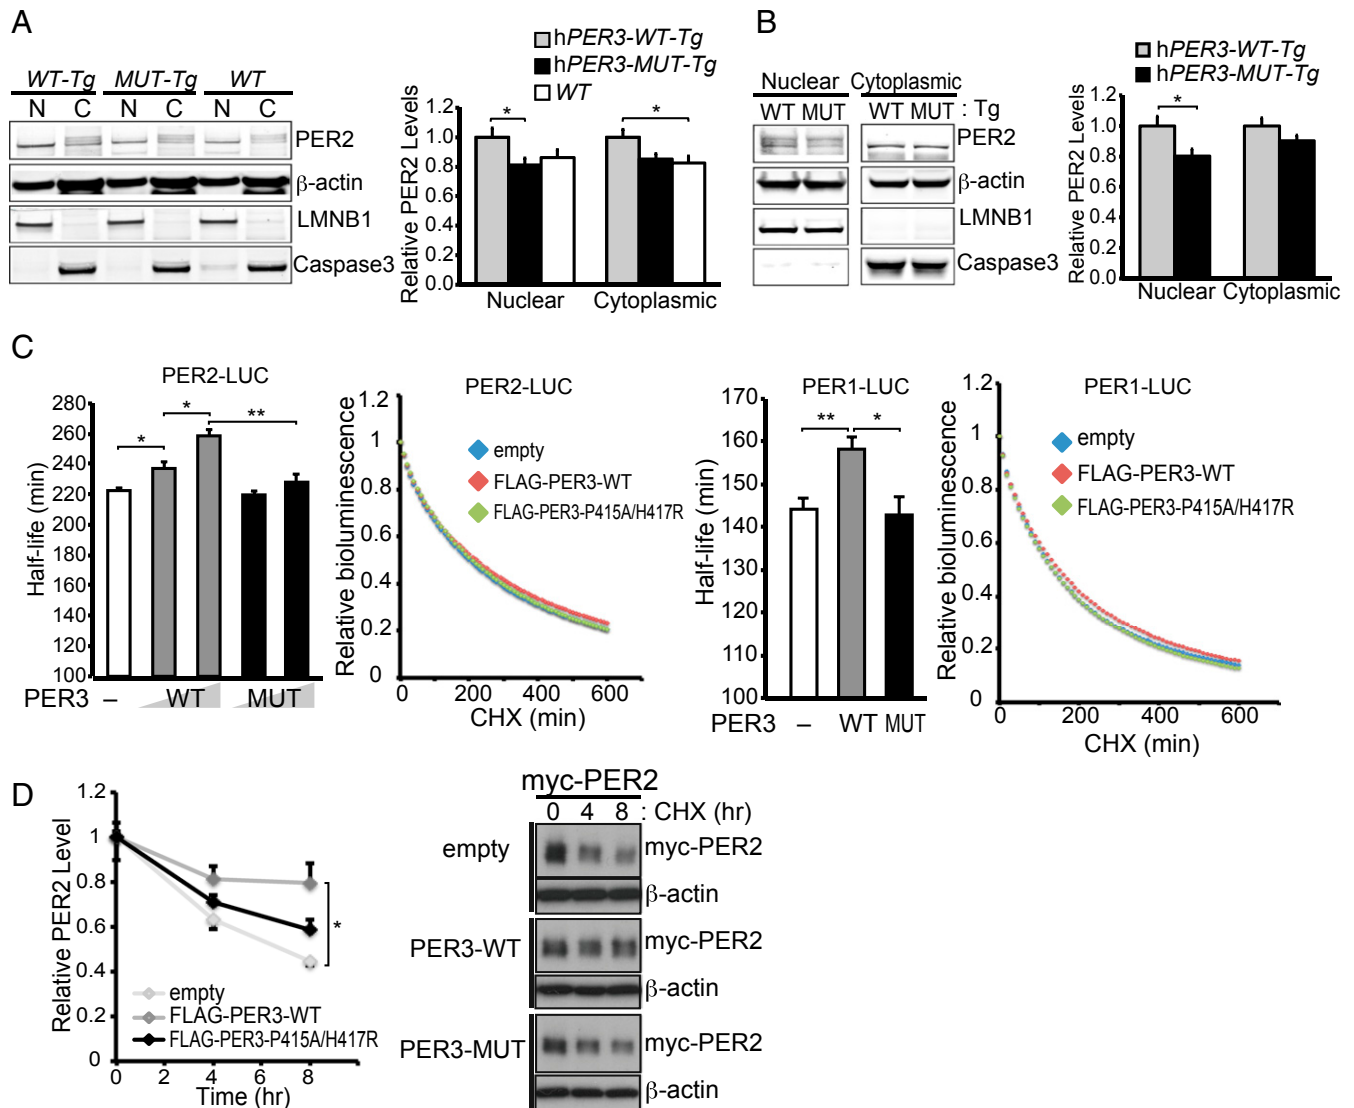 A
WT-Tg MUT-Tg WT
N C N C N C
PER2
β-actin
LMNB1
Caspase3
hPER3-WT-Tg
hPER3-MUT-Tg
WT
Relative PER2 Levels
1.2
1.0
0.8
0.6
0.4
0.2
0.0
*
*
Nuclear Cytoplasmic
B
Nuclear Cytoplasmic
WT MUT WT MUT : Tg
PER2
β-actin
LMNB1
Caspase3
hPER3-WT-Tg
hPER3-MUT-Tg
Relative PER2 Levels
1.2
1.0
0.8
0.6
0.4
0.2
0.0
*
Nuclear Cytoplasmic
C
PER2-LUC
Half-life (min)
280
260
240
220
200
180
160
140
120
100
*
*
**
PER3 – WT MUT
PER2-LUC
Relative bioluminescence
1.2
1
0.8
0.6
0.4
0.2
0
empty
FLAG-PER3-WT
FLAG-PER3-P415A/H417R
0 200 400 600
CHX (min)
PER1-LUC
Half-life (min)
170
160
150
140
130
120
110
100
**
*
PER3 – WT MUT
PER1-LUC
Relative bioluminescence
1.2
1
0.8
0.6
0.4
0.2
0
empty
FLAG-PER3-WT
FLAG-PER3-P415A/H417R
200 400 600
CHX (min)
D
Relative PER2 Level
1.2
1
0.8
0.6
0.4
0.2
0
*
empty
FLAG-PER3-WT
FLAG-PER3-P415A/H417R
0 2 4 6 8
Time (hr)
myc-PER2
0 4 8 : CHX (hr)
empty
myc-PER2
β-actin
PER3-WT
myc-PER2
β-actin
PER3-MUT
myc-PER2
β-actin